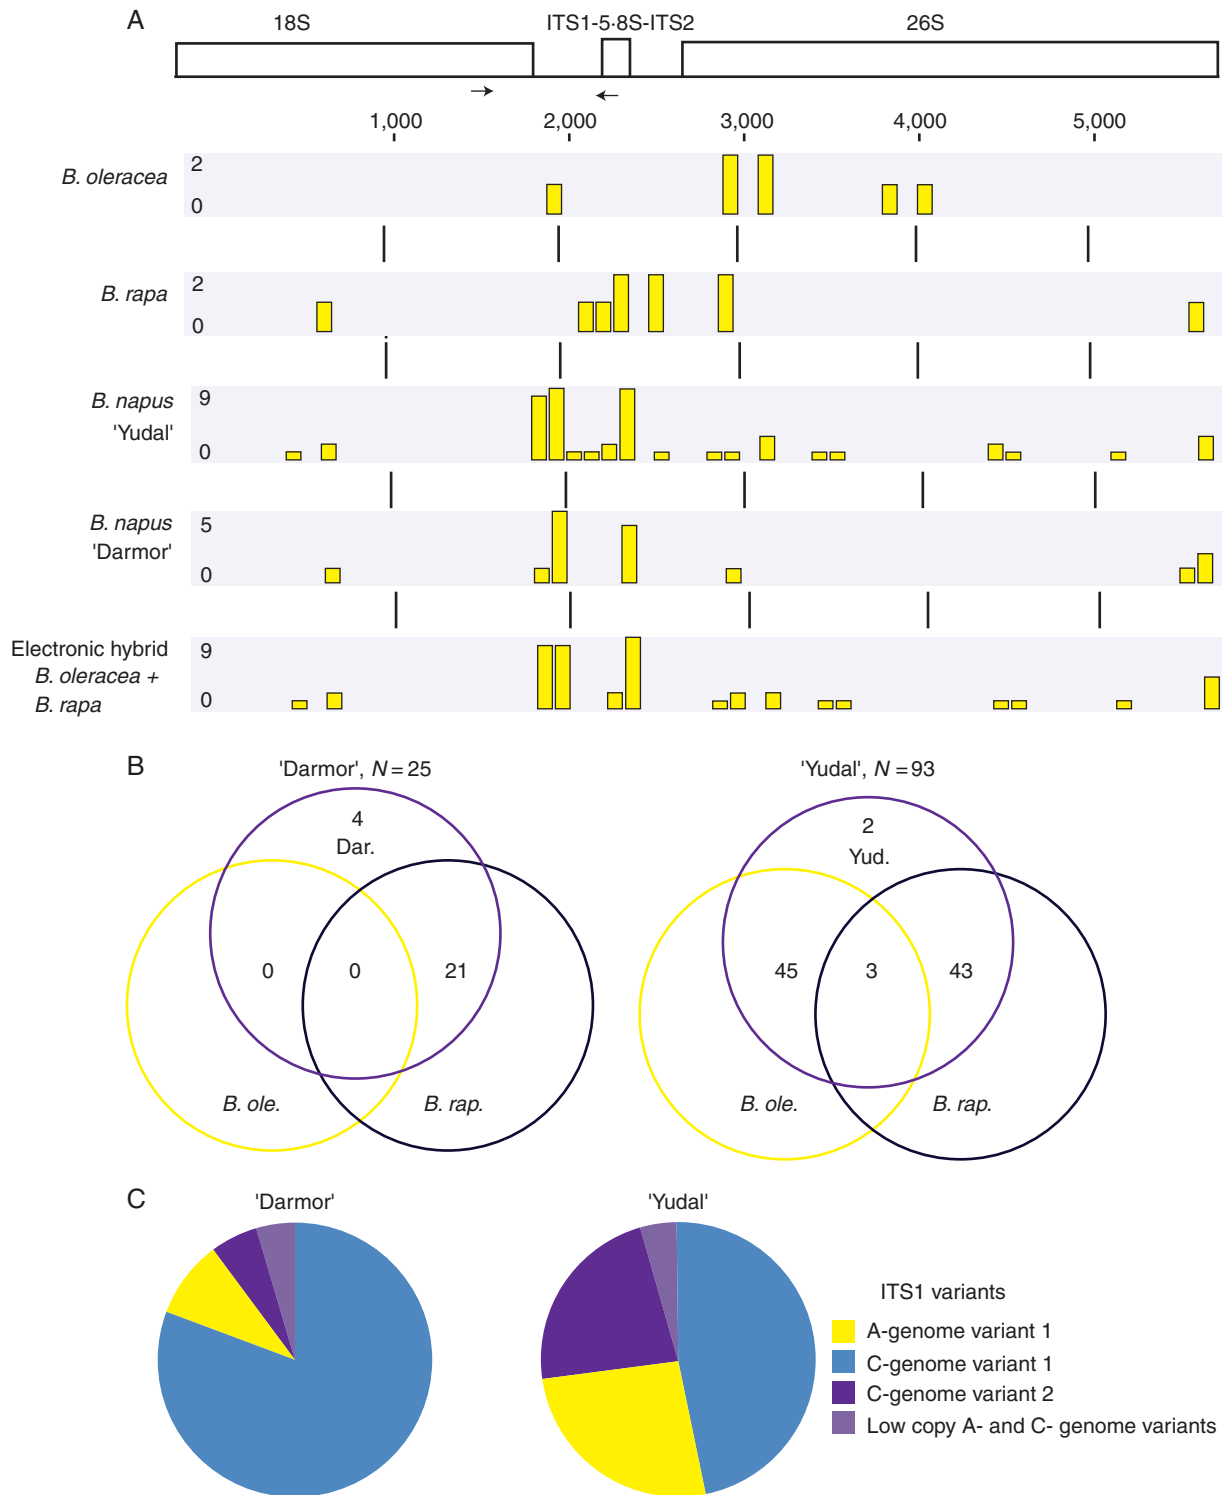 A
18S ITS1-5·8S-ITS2 26S
1,000 2,000 3,000 4,000 5,000
B. oleracea
2
0
B. rapa
2
0
B. napus
'Yudal'
9
0
B. napus
'Darmor'
5
0
Electronic hybrid
B. oleracea +
B. rapa
9
0
B
'Darmor', N = 25
4
Dar.
0 0 21
B. ole. B. rap.
'Yudal', N = 93
2
Yud.
45 3 43
B. ole. B. rap.
C
'Darmor'
'Yudal'
ITS1 variants
A-genome variant 1
C-genome variant 1
C-genome variant 2
Low copy A- and C- genome variants